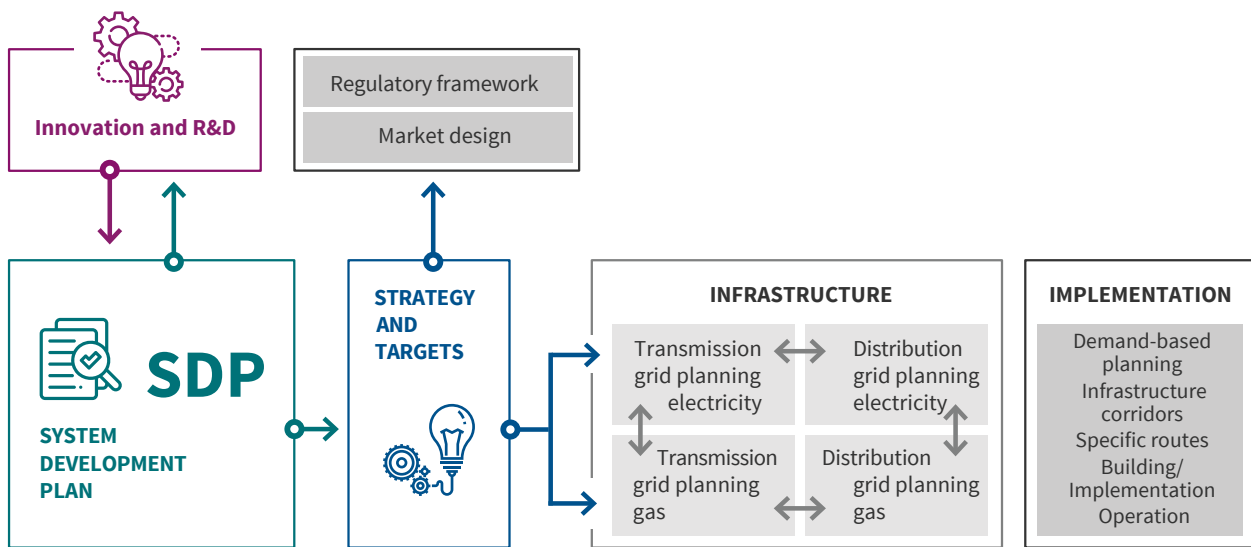 Innovation and R&D
Regulatory framework
Market design
SDP
SYSTEM
DEVELOPMENT
PLAN
STRATEGY
AND
TARGETS
INFRASTRUCTURE
Transmission
grid planning
electricity
Distribution
grid planning
electricity
Transmission
grid planning
gas
Distribution
grid planning
gas
IMPLEMENTATION
Demand-based
planning
Infrastructure
corridors
Specific routes
Building/
Implementation
Operation